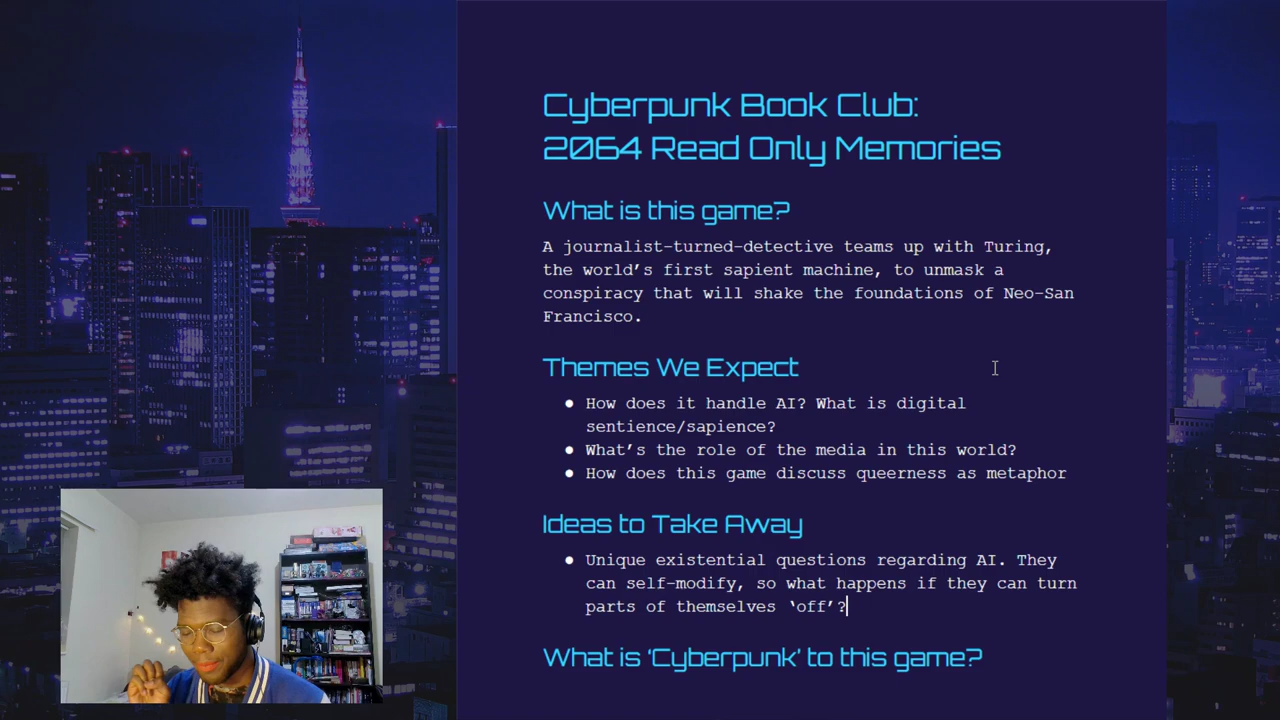 Cyberpunk Book Club:
2064 Read Only Memories
What is this game?
A journalist-turned-detective teams up with Turing,
the world’s first sapient machine, to unmask a
conspiracy that will shake the foundations of Neo-San
Francisco.
Themes We Expect
● How does it handle AI? What is digital
sentience/sapience?
● What’s the role of the media in this world?
● How does this game discuss queerness as metaphor
Ideas to Take Away
● Unique existential questions regarding AI. They
can self-modify, so what happens if they can turn
parts of themselves ‘off’?
What is ‘Cyberpunk’ to this game?